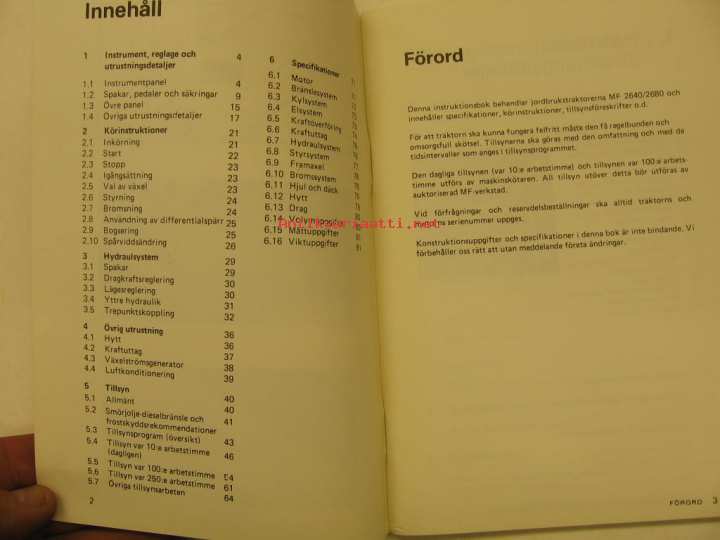 Innehåll
1 Instrument, reglage och
utrustningsdetaljer 4
1.1 Instrumentpanel 4
1.2 Spakar, pedaler och säkringar 9
1.3 Övre panel 15
1.4 Övriga utrustningsdetaljer 17
2 Körinstruktioner 21
2.1 Inkörning 21
2.2 Start 22
2.3 Stopp 23
2.4 Igångsättning 23
2.5 Val av växel 23
2.6 Styrning 24
2.7 Bromsning 24
2.8 Användning av differentialspärr 25
2.9 Bogsering 25
2.10 Spårviddsändring 26
3 Hydraulsystem 29
3.1 Spakar 29
3.2 Dragkraftsreglering 30
3.3 Lägesreglering 30
3.4 Yttre hydraulik 31
3.5 Trepunktskoppling 32
4 Övrig utrustning 36
4.1 Hytt 36
4.2 Kraftuttag 37
4.3 Växelströmsgenerator 38
4.4 Luftkonditionering 39
5 Tillsyn 40
5.1 Allmänt 40
5.2 Smörjolje-dieselbränsle och
frostskyddsrekommendationer 41
5.3 Tillsynsprogram (översikt) 43
5.4 Tillsyn var 10:e arbetstimme
(dagligen) 46
5.5 Tillsyn var 100:e arbetstimme 54
5.6 Tillsyn var 250:e arbetstimme 61
5.7 Övriga tillsynsarbeten 64
2
6 Specifikationer
6.1 Motor
6.2 Bränslesystem
6.3 Kylsystem
6.4 Elsystem
6.5 Kraftöverföring
6.6 Kraftuttag
6.7 Hydraulsystem
6.8 Styrsystem
6.9 Framaxel
6.10 Bromssystem
6.11 Hjul och däck
6.12 Hytt
6.13 Drag
6.14 Volymuppgifter
6.15 Måttuppgifter
6.16 Viktuppgifter
Antikvariaatti.net
Förord
Denna instruktionsbok behandlar jordbrukstraktorerna MF 2640/2680 och
innehåller specifikationer, körinstruktioner, tillsynsföreskrifter o.d.
För att traktorn ska kunna fungera felfritt måste den få regelbunden och
omsorgsfull skötsel. Tillsynerna ska göras med den omfattning och med de
tidsintervaller som anges i tillsynsprogrammet.
Den dagliga tillsynen (var 10:e arbetstimme) och tillsynen var 100:e arbets-
timme utförs av maskinskötaren. All tillsyn utöver detta bör utföras av
auktoriserad MF-verkstad.
Vid förfrågningar och reservdelsbeställningar ska alltid traktorns och
motorns serienummer uppges.
Konstruktionsuppgifter och specifikationer i denna bok är inte bindande. Vi
förbehåller oss rätt att utan meddelande företa ändringar.
FÖRORD 3